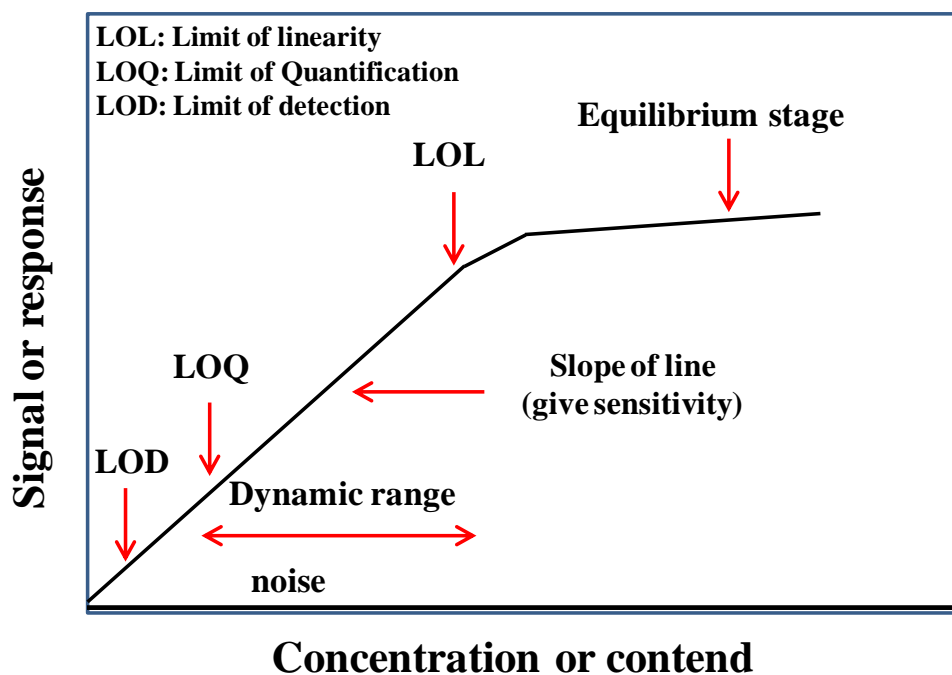 LOL: Limit of linearity
LOQ: Limit of Quantification
LOD: Limit of detection
Equilibrium stage
LOL
Signal or response
LOQ
Slope of line
(give sensitivity)
LOD
Dynamic range
noise
Concentration or contend